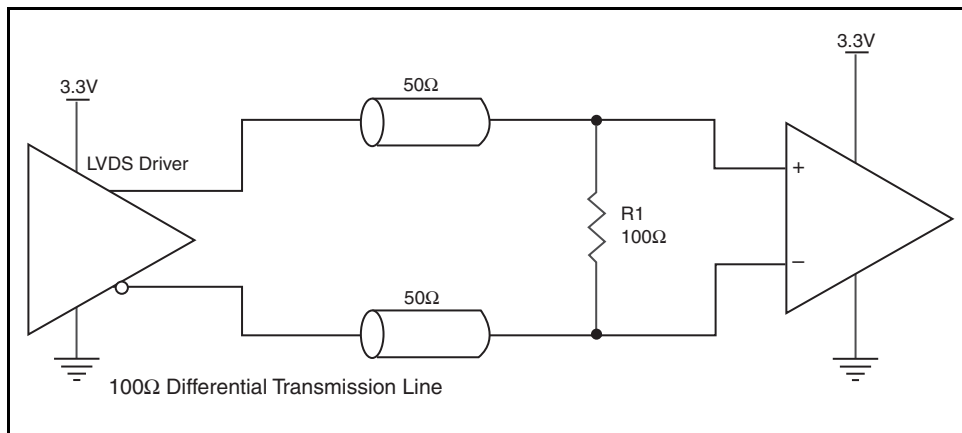 3.3V
3.3V
50Ω
LVDS Driver
+
R1
100Ω
−
50Ω
100Ω Differential Transmission Line